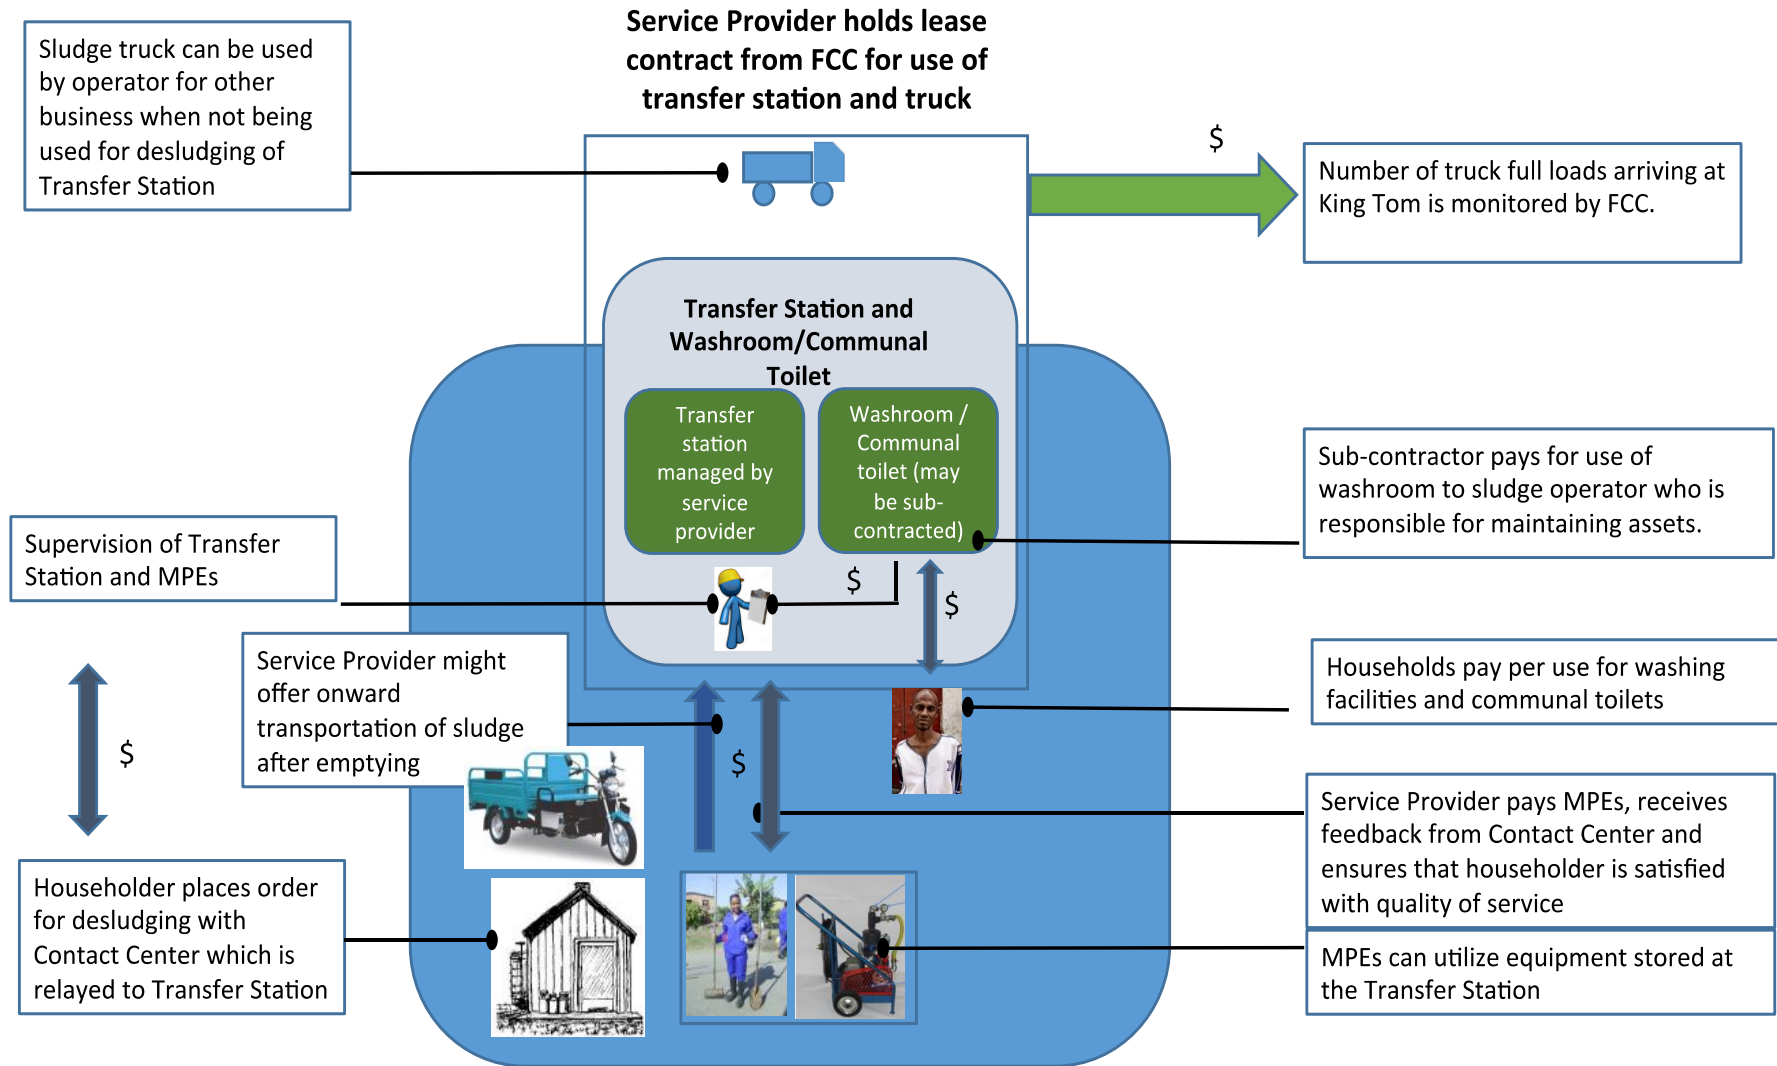 Service Provider holds lease
contract from FCC for use of
transfer station and truck
Sludge truck can be used
by operator for other
business when not being
used for desludging of
Transfer Station
$
Number of truck full loads arriving at
King Tom is monitored by FCC.
Transfer Station and
Washroom/Communal
Toilet
Transfer
station
managed by
service
provider
Washroom /
Communal
toilet (may
be sub-
contracted)
Sub-contractor pays for use of
washroom to sludge operator who is
responsible for maintaining assets.
Supervision of Transfer
Station and MPEs
$
$
Service Provider might
offer onward
transportation of sludge
after emptying
Households pay per use for washing
facilities and communal toilets
$
$
Service Provider pays MPEs, receives
feedback from Contact Center and
ensures that householder is satisfied
with quality of service
Householder places order
for desludging with
Contact Center which is
relayed to Transfer Station
MPEs can utilize equipment stored at
the Transfer Station